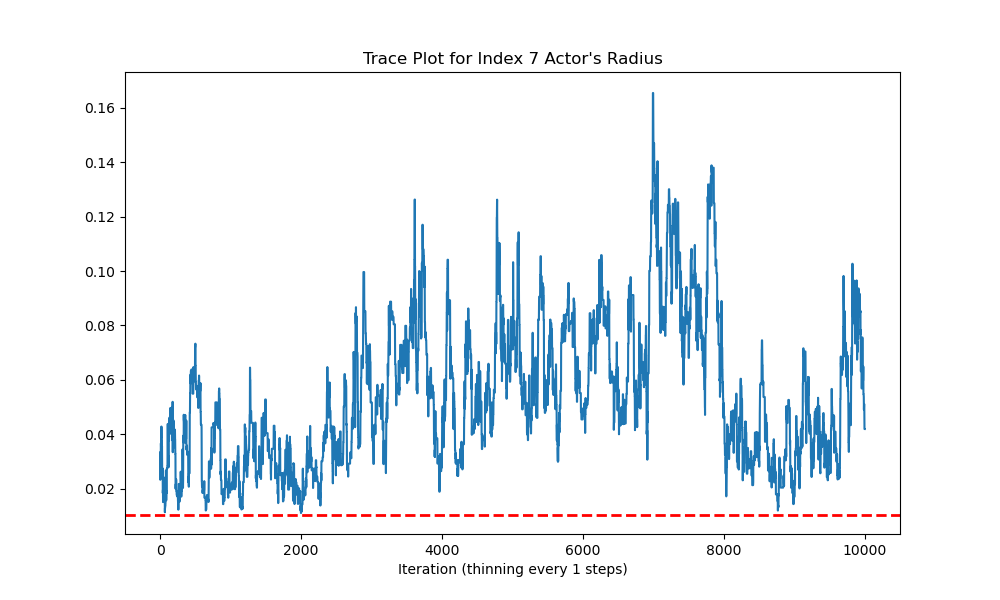 Trace Plot for Index 7 Actor's Radius
0.16
0.14
0.12
0.10
0.08
0.06
0.04
0.02
0 2000 4000 6000 8000 10000
Iteration (thinning every 1 steps)